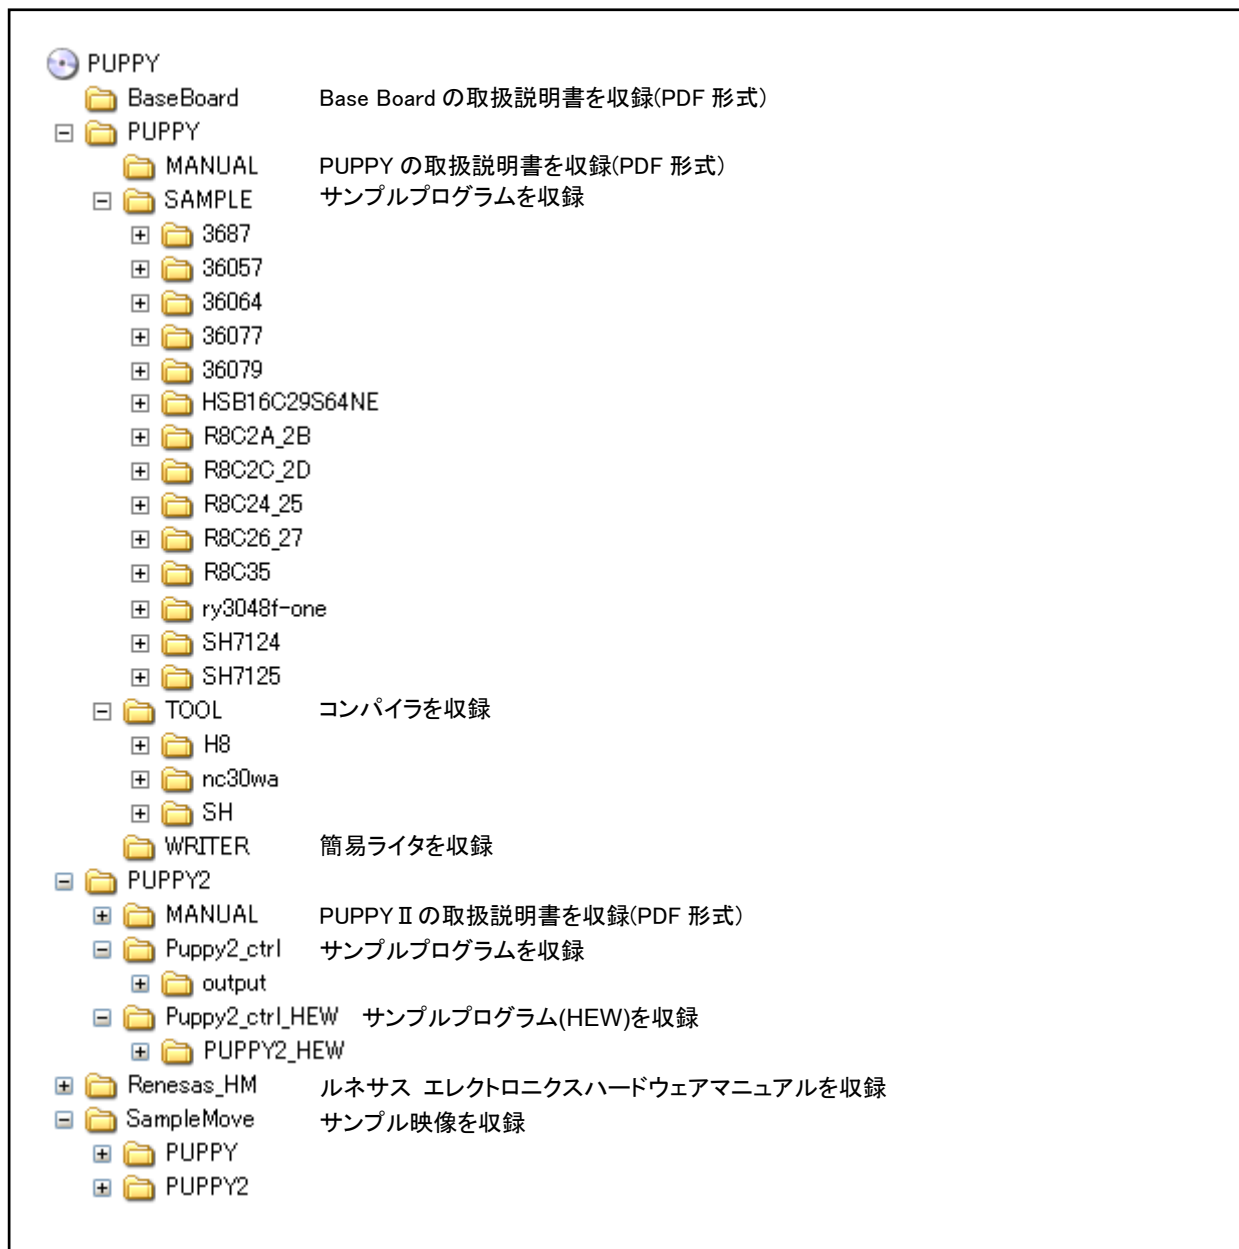 PUPPY
BaseBoard Base Board の取扱説明書を収録(PDF 形式)
PUPPY
MANUAL PUPPY の取扱説明書を収録(PDF 形式)
SAMPLE サンプルプログラムを収録
3687
36057
36064
36077
36079
HSB16C29S64NE
R8C2A_2B
R8C2C_2D
R8C24_25
R8C26_27
R8C35
ry3048f-one
SH7124
SH7125
TOOL コンパイラを収録
H8
nc30wa
SH
WRITER 簡易ライタを収録
PUPPY2
MANUAL PUPPYⅡの取扱説明書を収録(PDF 形式)
Puppy2_ctrl サンプルプログラムを収録
output
Puppy2_ctrl_HEW サンプルプログラム(HEW)を収録
PUPPY2_HEW
Renesas_HM ルネサス エレクトロニクスハードウェアマニュアルを収録
SampleMove サンプル映像を収録
PUPPY
PUPPY2